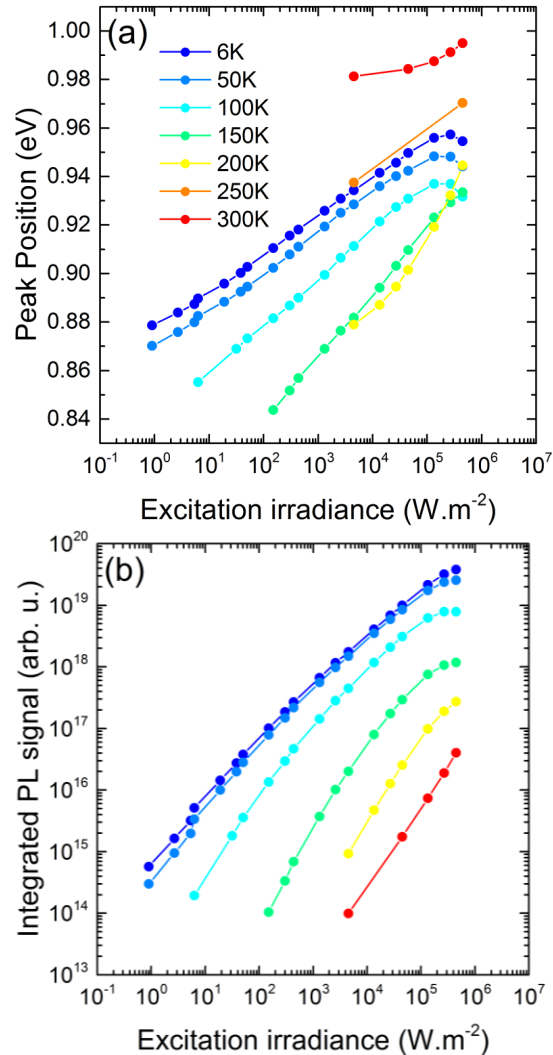 (a)
1.00
0.98
0.96
0.94
0.92
0.90
0.88
0.86
0.84
Peak Position (eV)
6K
50K
100K
150K
200K
250K
300K
10⁻¹ 10⁰ 10¹ 10² 10³ 10⁴ 10⁵ 10⁶ 10⁷
Excitation irradiance (W.m⁻²)
(b)
10²⁰
10¹⁹
10¹⁸
10¹⁷
10¹⁶
10¹⁵
10¹⁴
10¹³
Integrated PL signal (arb. u.)
10⁻¹ 10⁰ 10¹ 10² 10³ 10⁴ 10⁵ 10⁶ 10⁷
Excitation irradiance (W.m⁻²)